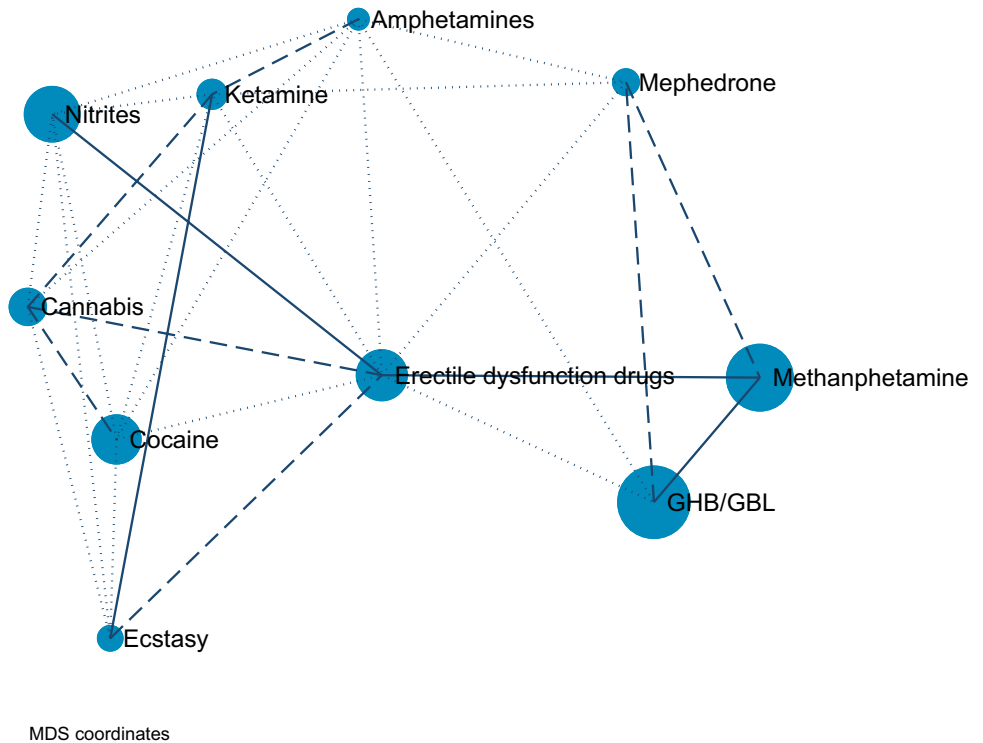 Amphetamines
Mephedrone
Ketamine
Nitrites
Cannabis
Erectile dysfunction drugs
Methanphetamine
Cocaine
GHB/GBL
Ecstasy
MDS coordinates